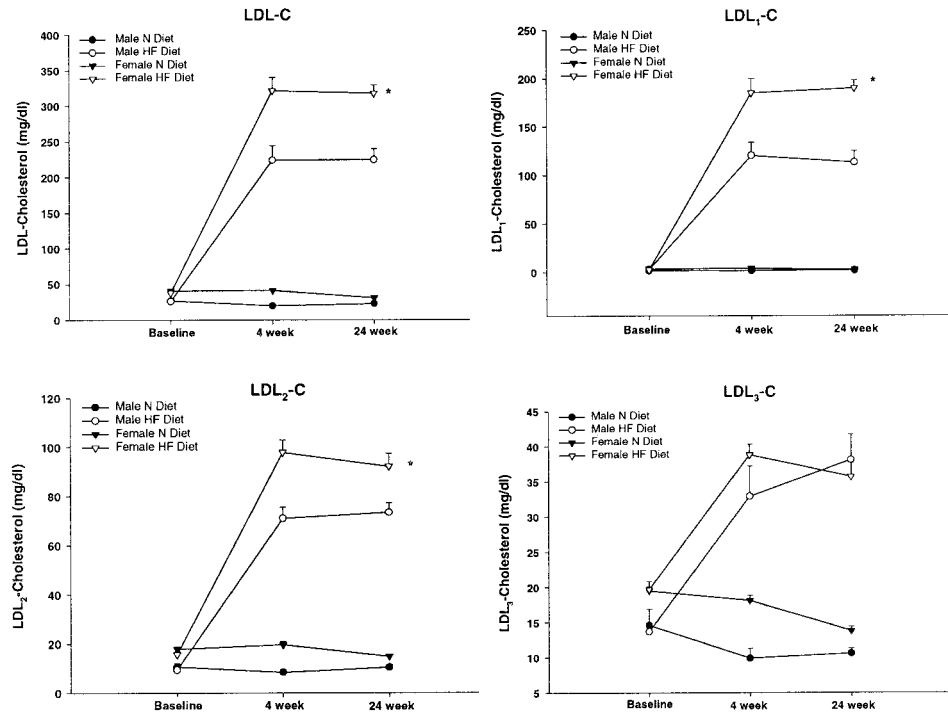 LDL-C
Male N Diet
Male HF Diet
Female N Diet
Female HF Diet
LDL-Cholesterol (mg/dl)
400
350
300
250
200
150
100
50
0
*
Baseline
4 week
24 week
LDL₁-C
Male N Diet
Male HF Diet
Female N Diet
Female HF Diet
LDL₁-Cholesterol (mg/dl)
250
200
150
100
50
0
*
Baseline
4 week
24 week
LDL₂-C
Male N Diet
Male HF Diet
Female N Diet
Female HF Diet
LDL₂-Cholesterol (mg/dl)
120
100
80
60
40
20
0
*
Baseline
4 week
24 week
LDL₃-C
Male N Diet
Male HF Diet
Female N Diet
Female HF Diet
LDL₃-Cholesterol (mg/dl)
45
40
35
30
25
20
15
10
5
Baseline
4 week
24 week